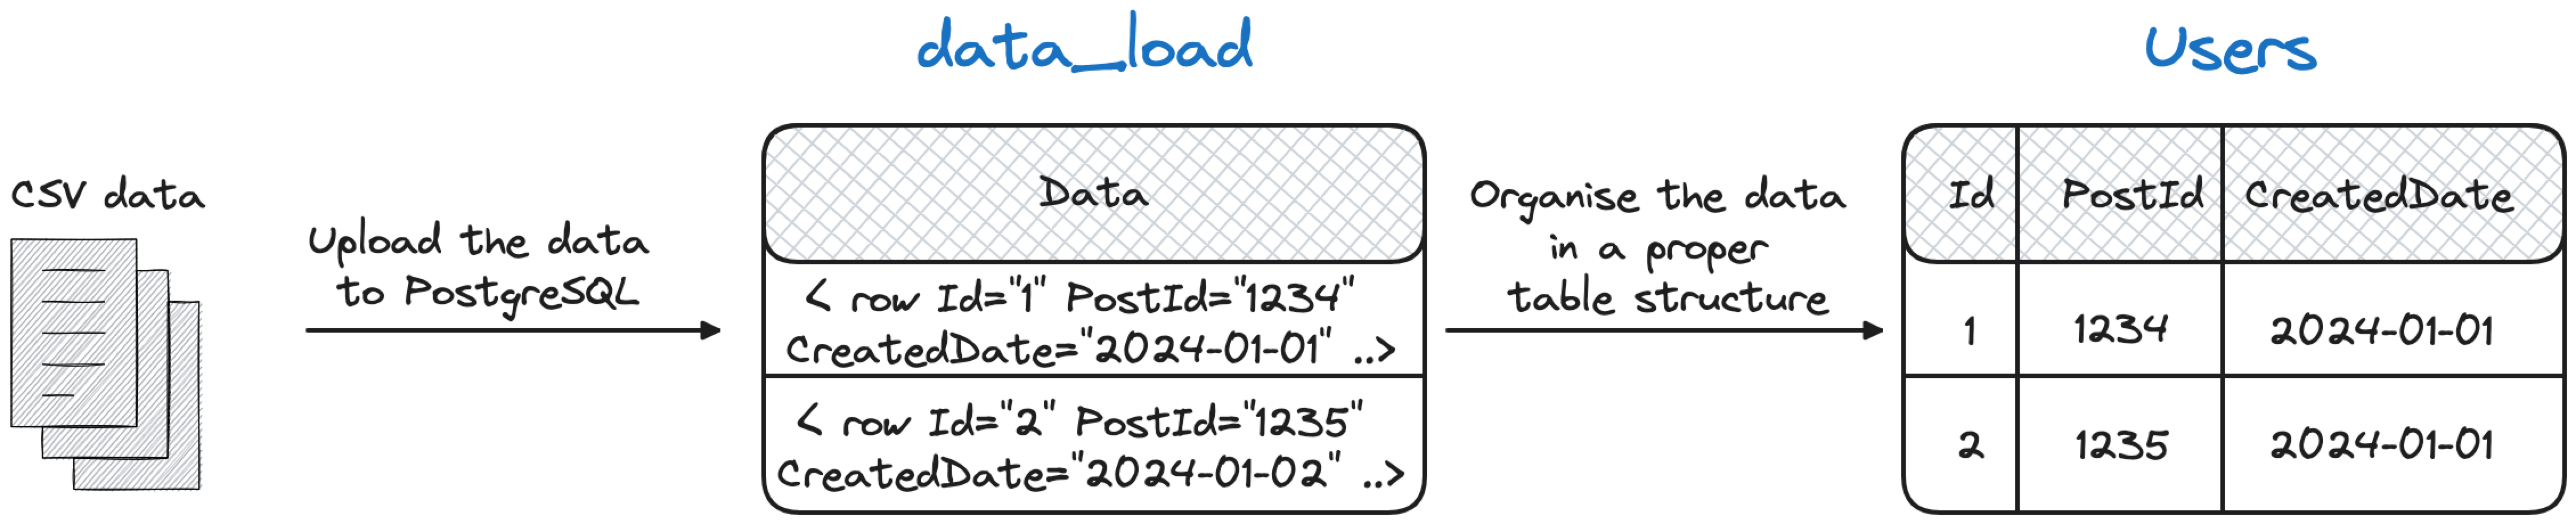 CSV data
Upload the data
to PostgreSQL
data_load
Data
< row Id="1" PostId="1234"
CreatedDate="2024-01-01" ..>
< row Id="2" PostId="1235"
CreatedDate="2024-01-02" ..>
Organise the data
in a proper
table structure
Users
Id PostId CreatedDate
1 1234 2024-01-01
2 1235 2024-01-01